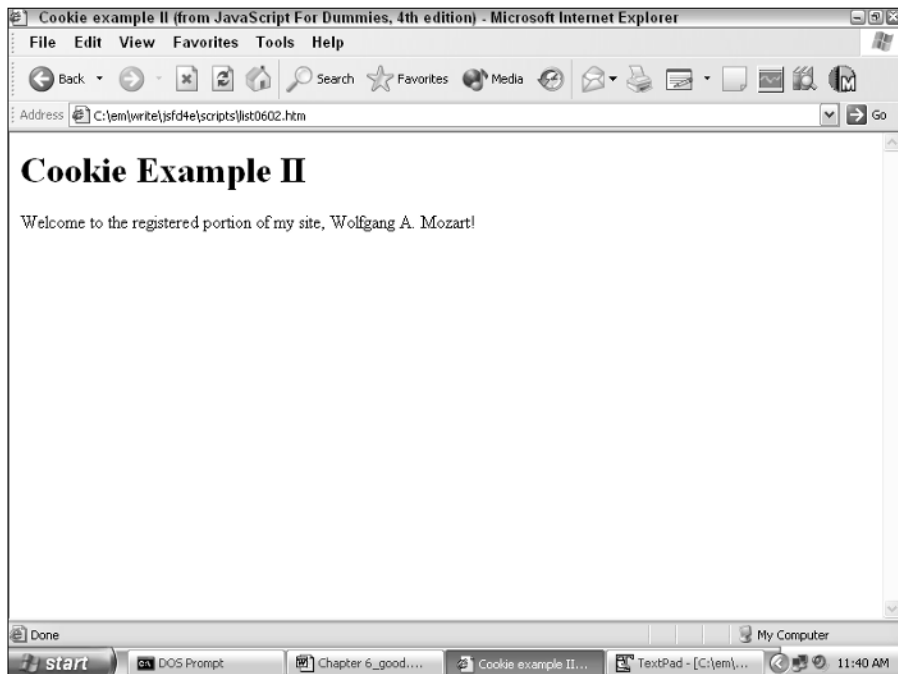 Cookie example II (from JavaScript For Dummies, 4th edition) - Microsoft Internet Explorer
File Edit View Favorites Tools Help
Back Search Favorites Media
Address C:\em\write\jsfd4e\scripts\list0602.htm Go
Cookie Example II
Welcome to the registered portion of my site, Wolfgang A. Mozart!
Done My Computer
start DOS Prompt Chapter 6_good.... Cookie example II... TextPad - [C:\em\... 11:40 AM